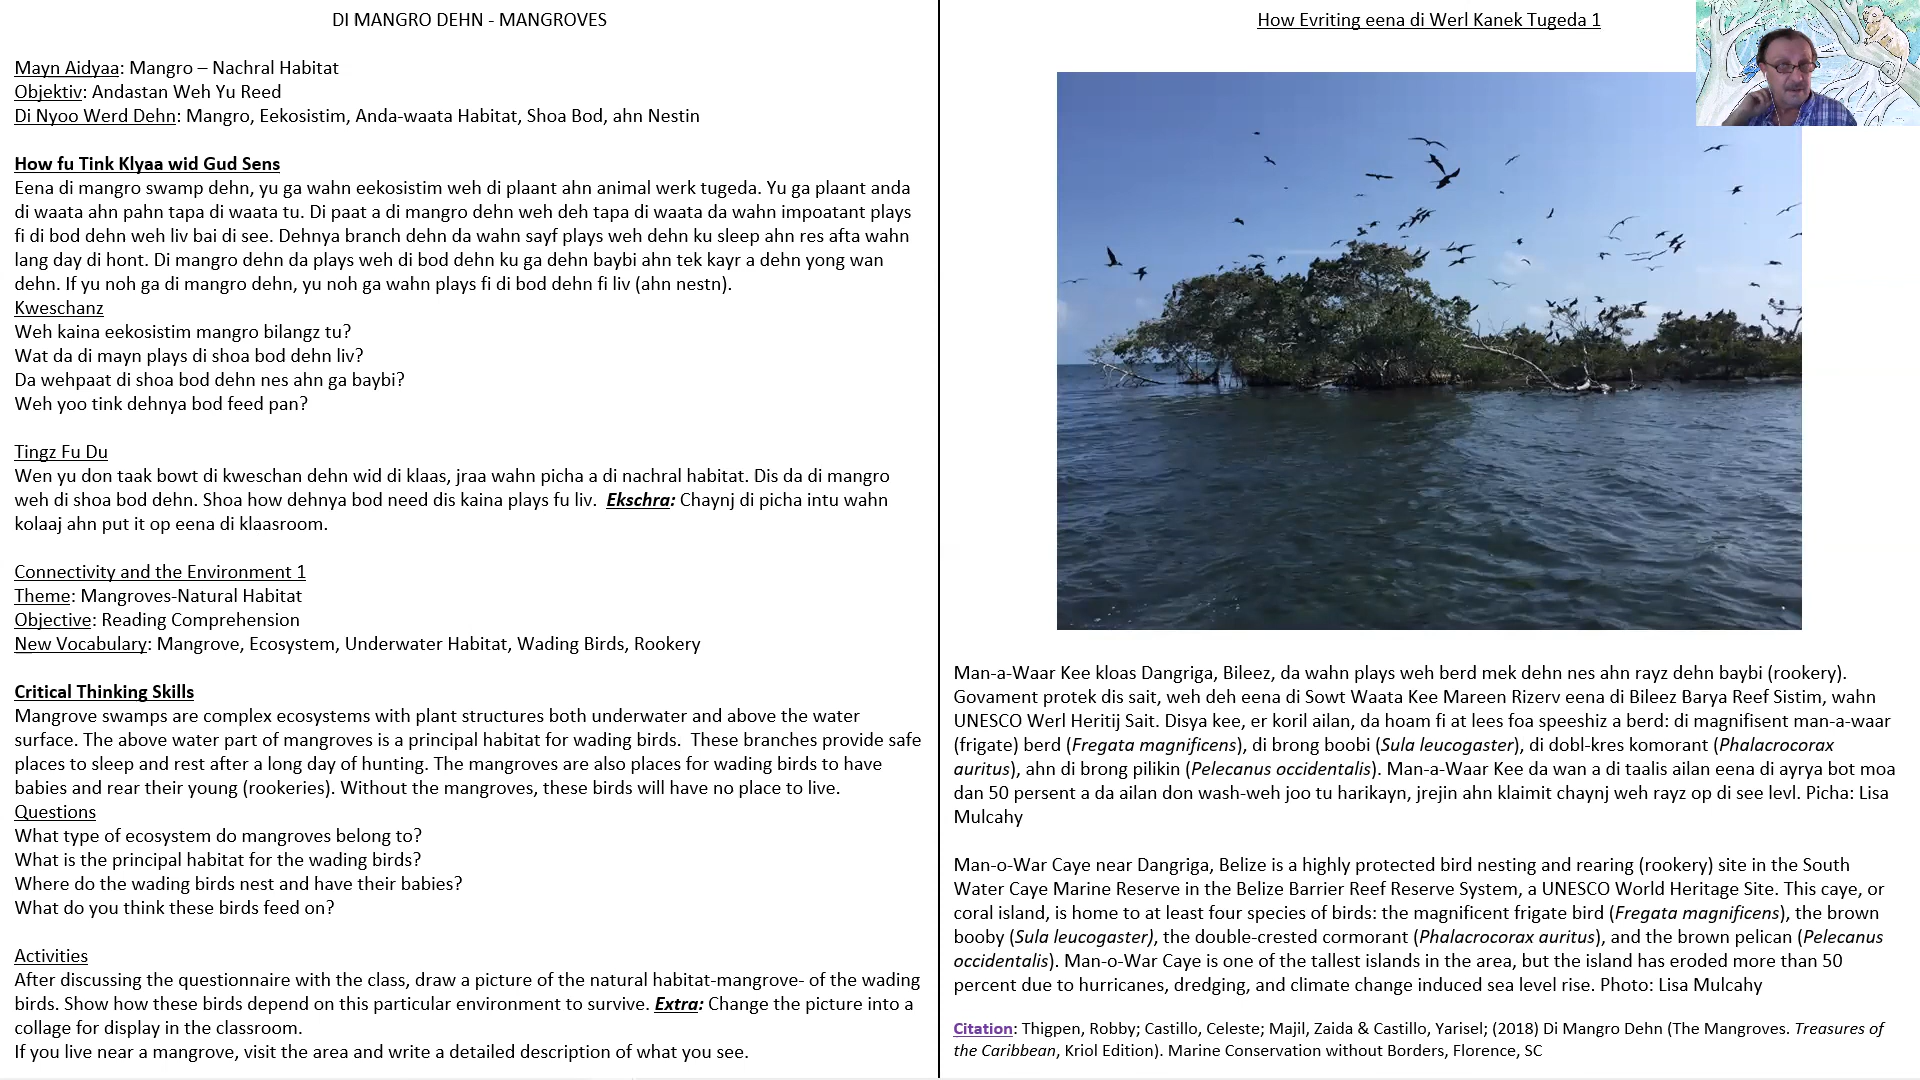 DI MANGRO DEHN - MANGROVES
Mayn Aidyaa: Mangro – Nachral Habitat
Objektiv: Andastan Weh Yu Reed
Di Nyoo Werd Dehn: Mangro, Eekosistim, Anda-waata Habitat, Shoa Bod, ahn Nestin
How fu Tink Klyaa wid Gud Sens
Eena di mangro swamp dehn, yu ga wahn eekosistim weh di plaant ahn animal werk tugeda. Yu ga plaant anda
di waata ahn pahn tapa di waata tu. Di paat a di mangro dehn weh deh tapa di waata da wahn impoatant plays
fi di bod dehn weh liv bai di see. Dehnya branch dehn da wahn sayf plays weh dehn ku sleep ahn res afta wahn
lang day di hont. Di mangro dehn da plays weh di bod dehn ku ga dehn baybi ahn tek kayr a dehn yong wan
dehn. If yu noh ga di mangro dehn, yu noh ga wahn plays fi di bod dehn fi liv (ahn nestn).
Kweschanz
Weh kaina eekosistim mangro bilangz tu?
Wat da di mayn plays di shoa bod dehn liv?
Da wehpaat di shoa bod dehn nes ahn ga baybi?
Weh yoo tink dehnya bod feed pan?
Tingz Fu Du
Wen yu don taak bowt di kweschan dehn wid di klaas, jraa wahn picha a di nachral habitat. Dis da di mangro
weh di shoa bod dehn. Shoa how dehnya bod need dis kaina plays fu liv. Ekschra: Chaynj di picha intu wahn
kolaaj ahn put it op eena di klaasroom.
Connectivity and the Environment 1
Theme: Mangroves-Natural Habitat
Objective: Reading Comprehension
New Vocabulary: Mangrove, Ecosystem, Underwater Habitat, Wading Birds, Rookery
Critical Thinking Skills
Mangrove swamps are complex ecosystems with plant structures both underwater and above the water
surface. The above water part of mangroves is a principal habitat for wading birds. These branches provide safe
places to sleep and rest after a long day of hunting. The mangroves are also places for wading birds to have
babies and rear their young (rookeries). Without the mangroves, these birds will have no place to live.
Questions
What type of ecosystem do mangroves belong to?
What is the principal habitat for the wading birds?
Where do the wading birds nest and have their babies?
What do you think these birds feed on?
Activities
After discussing the questionnaire with the class, draw a picture of the natural habitat-mangrove- of the wading
birds. Show how these birds depend on this particular environment to survive. Extra: Change the picture into a
collage for display in the classroom.
If you live near a mangrove, visit the area and write a detailed description of what you see.
How Evriting eena di Werl Kanek Tugeda 1
Man-a-Waar Kee kloas Dangriga, Bileez, da wahn plays weh berd mek dehn nes ahn rayz dehn baybi (rookery).
Govament protek dis sait, weh deh eena di Sowt Waata Kee Mareen Rizerv eena di Bileez Barya Reef Sistim, wahn
UNESCO Werl Heritij Sait. Disya kee, er koril ailan, da hoam fi at lees foa speeshiz a berd: di magnifisent man-a-waar
(frigate) berd (Fregata magnificens), di brong boobi (Sula leucogaster), di dobl-kres komorant (Phalacrocorax
auritus), ahn di brong pilikin (Pelecanus occidentalis). Man-a-Waar Kee da wan a di taalis ailan eena di ayrya bot moa
dan 50 persent a da ailan don wash-weh joo tu harikayn, jrejin ahn klaimit chaynj weh rayz op di see levl. Picha: Lisa
Mulcahy
Man-o-War Caye near Dangriga, Belize is a highly protected bird nesting and rearing (rookery) site in the South
Water Caye Marine Reserve in the Belize Barrier Reef Reserve System, a UNESCO World Heritage Site. This caye, or
coral island, is home to at least four species of birds: the magnificent frigate bird (Fregata magnificens), the brown
booby (Sula leucogaster), the double-crested cormorant (Phalacrocorax auritus), and the brown pelican (Pelecanus
occidentalis). Man-o-War Caye is one of the tallest islands in the area, but the island has eroded more than 50
percent due to hurricanes, dredging, and climate change induced sea level rise. Photo: Lisa Mulcahy
Citation: Thigpen, Robby; Castillo, Celeste; Majil, Zaida & Castillo, Yarisel; (2018) Di Mangro Dehn (The Mangroves. Treasures of
the Caribbean, Kriol Edition). Marine Conservation without Borders, Florence, SC